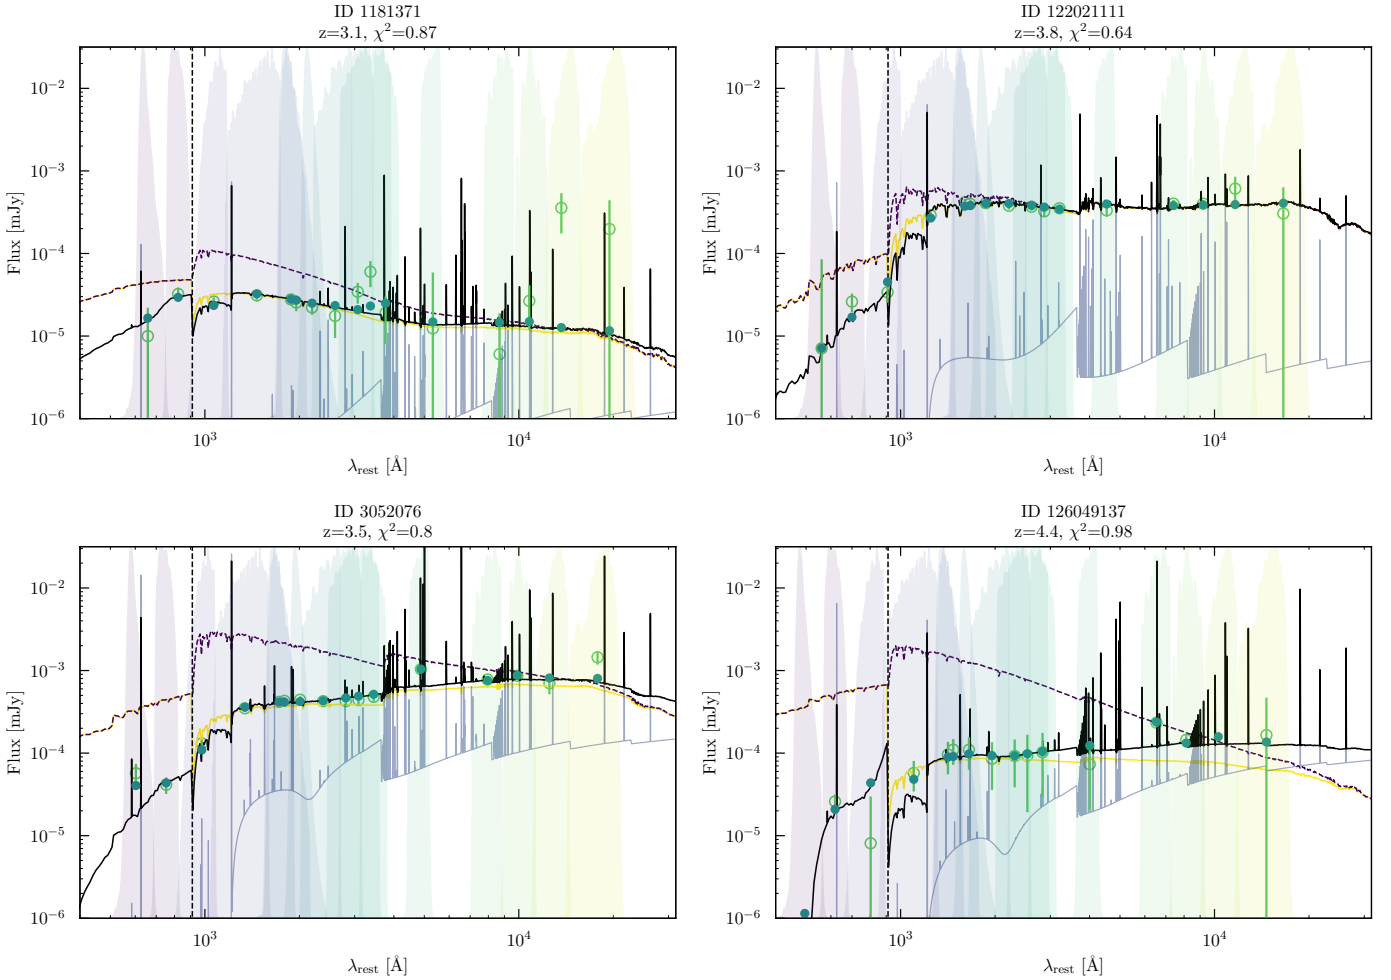 ID 1181371
z=3.1, χ²=0.87
ID 122021111
z=3.8, χ²=0.64
Flux [mJy]
10⁻²
10⁻³
10⁻⁴
10⁻⁵
10⁻⁶
10³
10⁴
λrest [Å]
Flux [mJy]
10⁻²
10⁻³
10⁻⁴
10⁻⁵
10⁻⁶
10³
10⁴
λrest [Å]
ID 3052076
z=3.5, χ²=0.8
ID 126049137
z=4.4, χ²=0.98
Flux [mJy]
10⁻²
10⁻³
10⁻⁴
10⁻⁵
10⁻⁶
10³
10⁴
λrest [Å]
Flux [mJy]
10⁻²
10⁻³
10⁻⁴
10⁻⁵
10⁻⁶
10³
10⁴
λrest [Å]